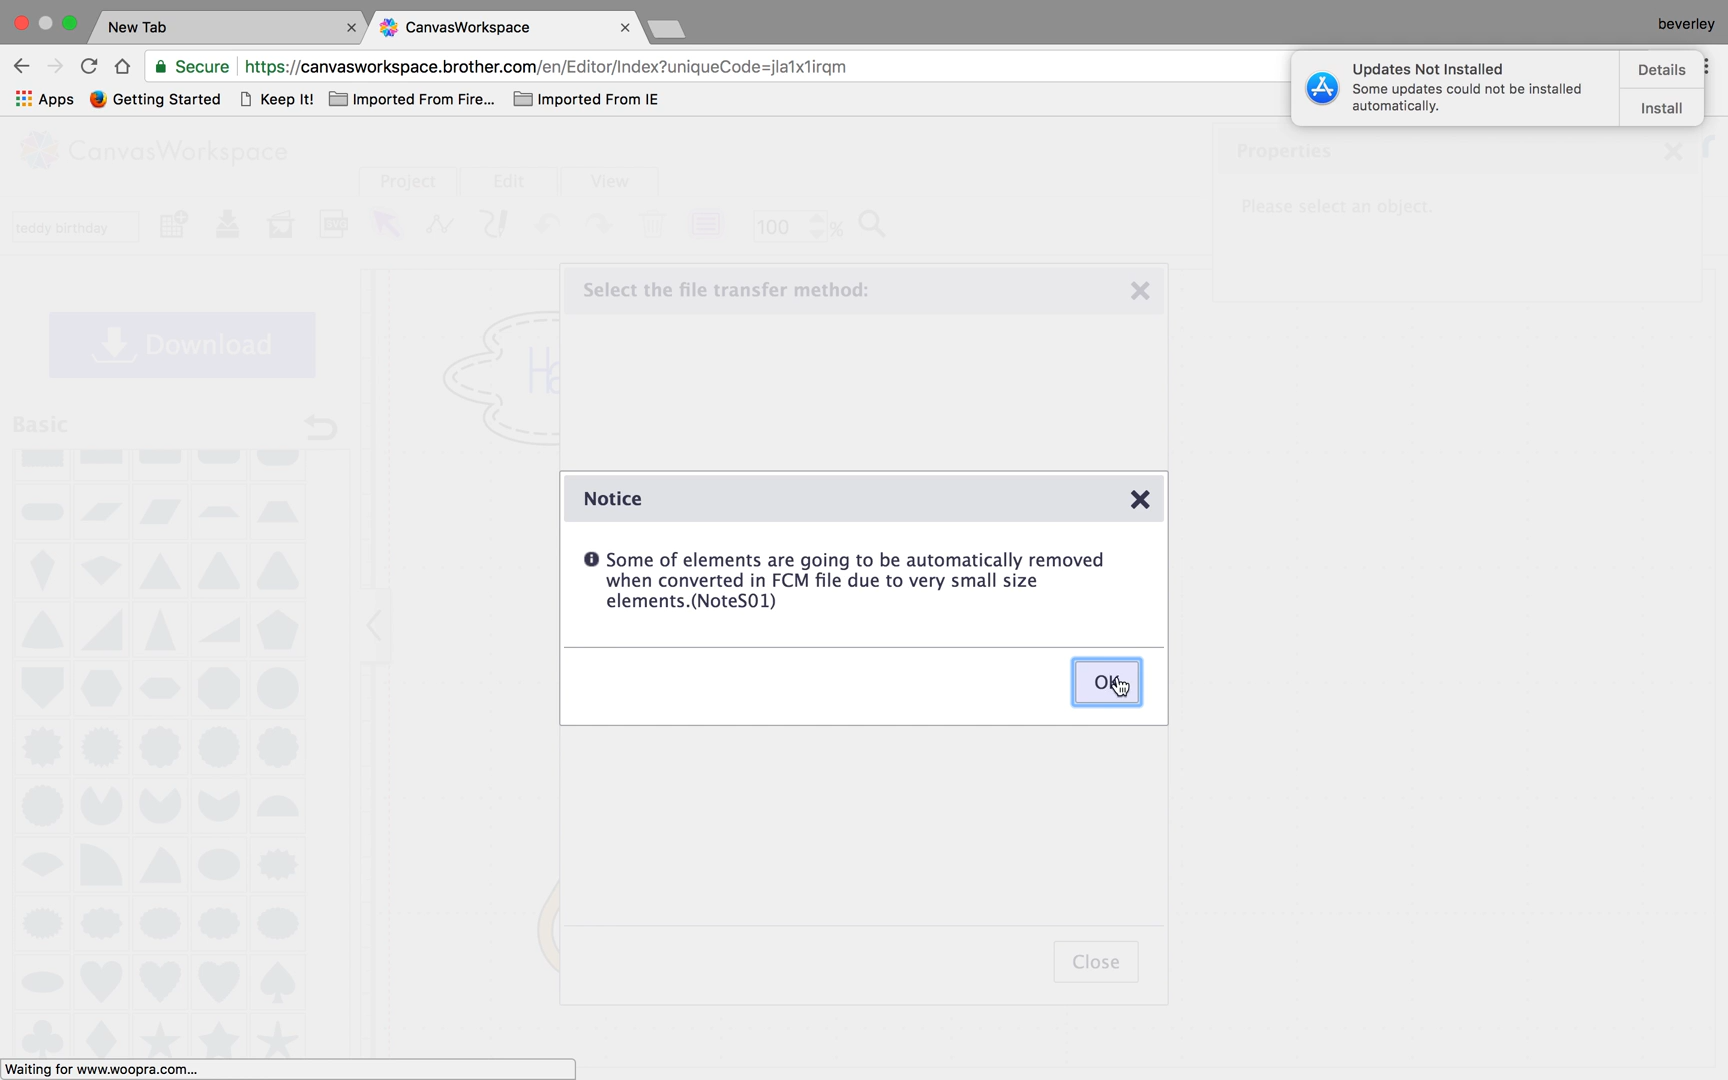 New Tab
CanvasWorkspace
beverley
Secure https://canvasworkspace.brother.com/en/Editor/Index?uniqueCode=jla1x1irqm
Updates Not Installed
Some updates could not be installed
automatically.
Details
Install
Apps Getting Started Keep It! Imported From Fire... Imported From IE
CanvasWorkspace
Project Edit View
Properties
Please select an object.
teddy birthday
100 %
Select the file transfer method:
Download
Ha
Basic
Notice
Some of elements are going to be automatically removed
when converted in FCM file due to very small size
elements.(NoteS01)
OK
Close
Waiting for www.woopra.com...